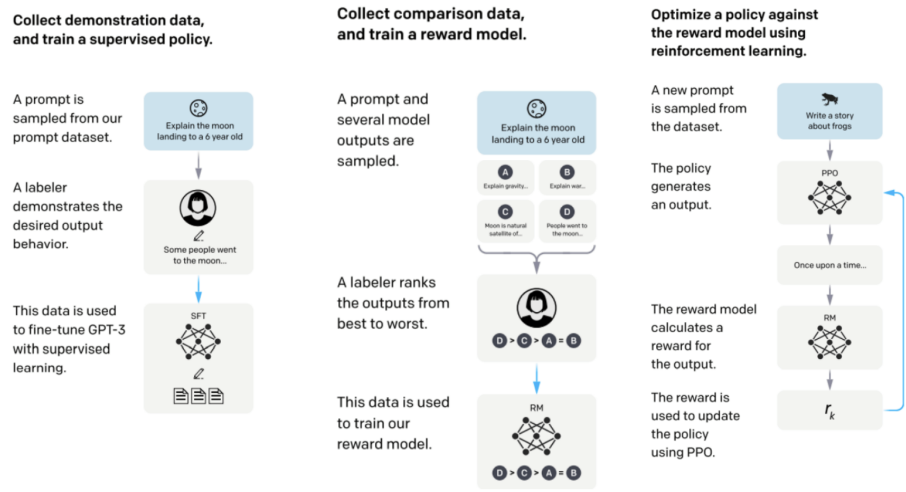 Collect demonstration data,
and train a supervised policy.
A prompt is
sampled from our
prompt dataset.
Explain the moon
landing to a 6 year old
A labeler
demonstrates the
desired output
behavior.
Some people went
to the moon...
This data is used
to fine-tune GPT-3
with supervised
learning.
SFT
Collect comparison data,
and train a reward model.
A prompt and
several model
outputs are
sampled.
Explain the moon
landing to a 6 year old
A
Explain gravity...
B
Explain war...
C
Moon is natural
satellite of...
D
People went to
the moon...
A labeler ranks
the outputs from
best to worst.
D > C > A = B
This data is used
to train our
reward model.
RM
D > C > A = B
Optimize a policy against
the reward model using
reinforcement learning.
A new prompt
is sampled from
the dataset.
Write a story
about frogs
The policy
generates
an output.
PPO
Once upon a time...
The reward model
calculates a
reward for
the output.
RM
The reward is
used to update
the policy
using PPO.
rk